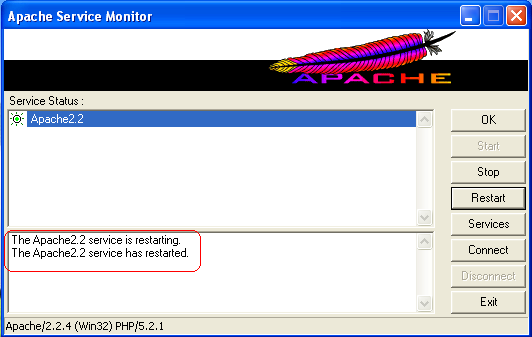 Apache Service Monitor
APACHE
Service Status :
Apache2.2
OK
Start
Stop
Restart
Services
Connect
Disconnect
Exit
The Apache2.2 service is restarting.
The Apache2.2 service has restarted.
Apache/2.2.4 (Win32) PHP/5.2.1